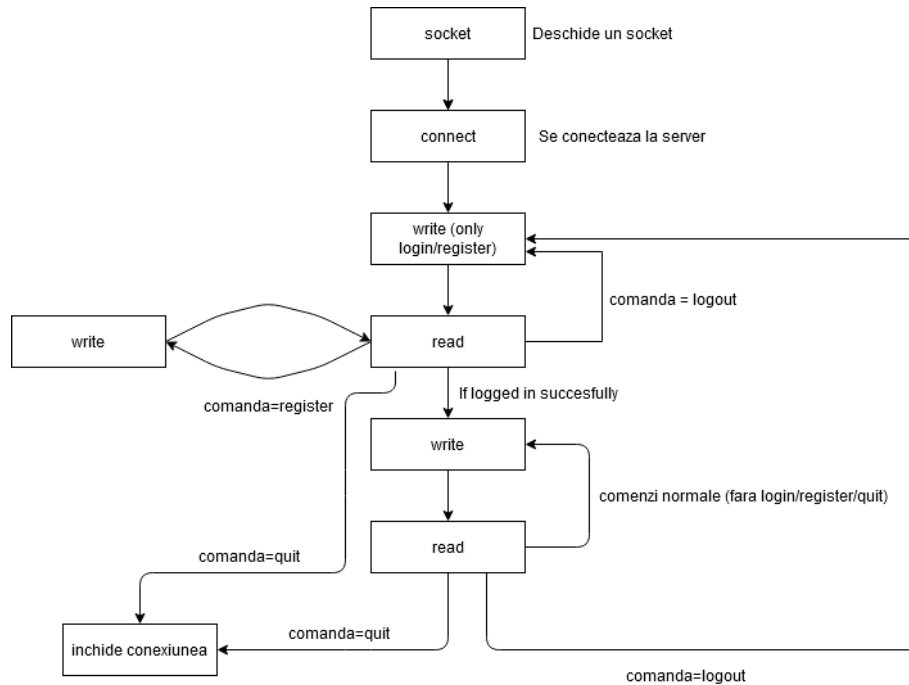 socket
Deschide un socket
connect
Se conecteaza la server
write (only
login/register)
comanda = logout
write
read
comanda=register
If logged in succesfully
write
comenzi normale (fara login/register/quit)
read
comanda=quit
inchide conexiunea
comanda=quit
comanda=logout